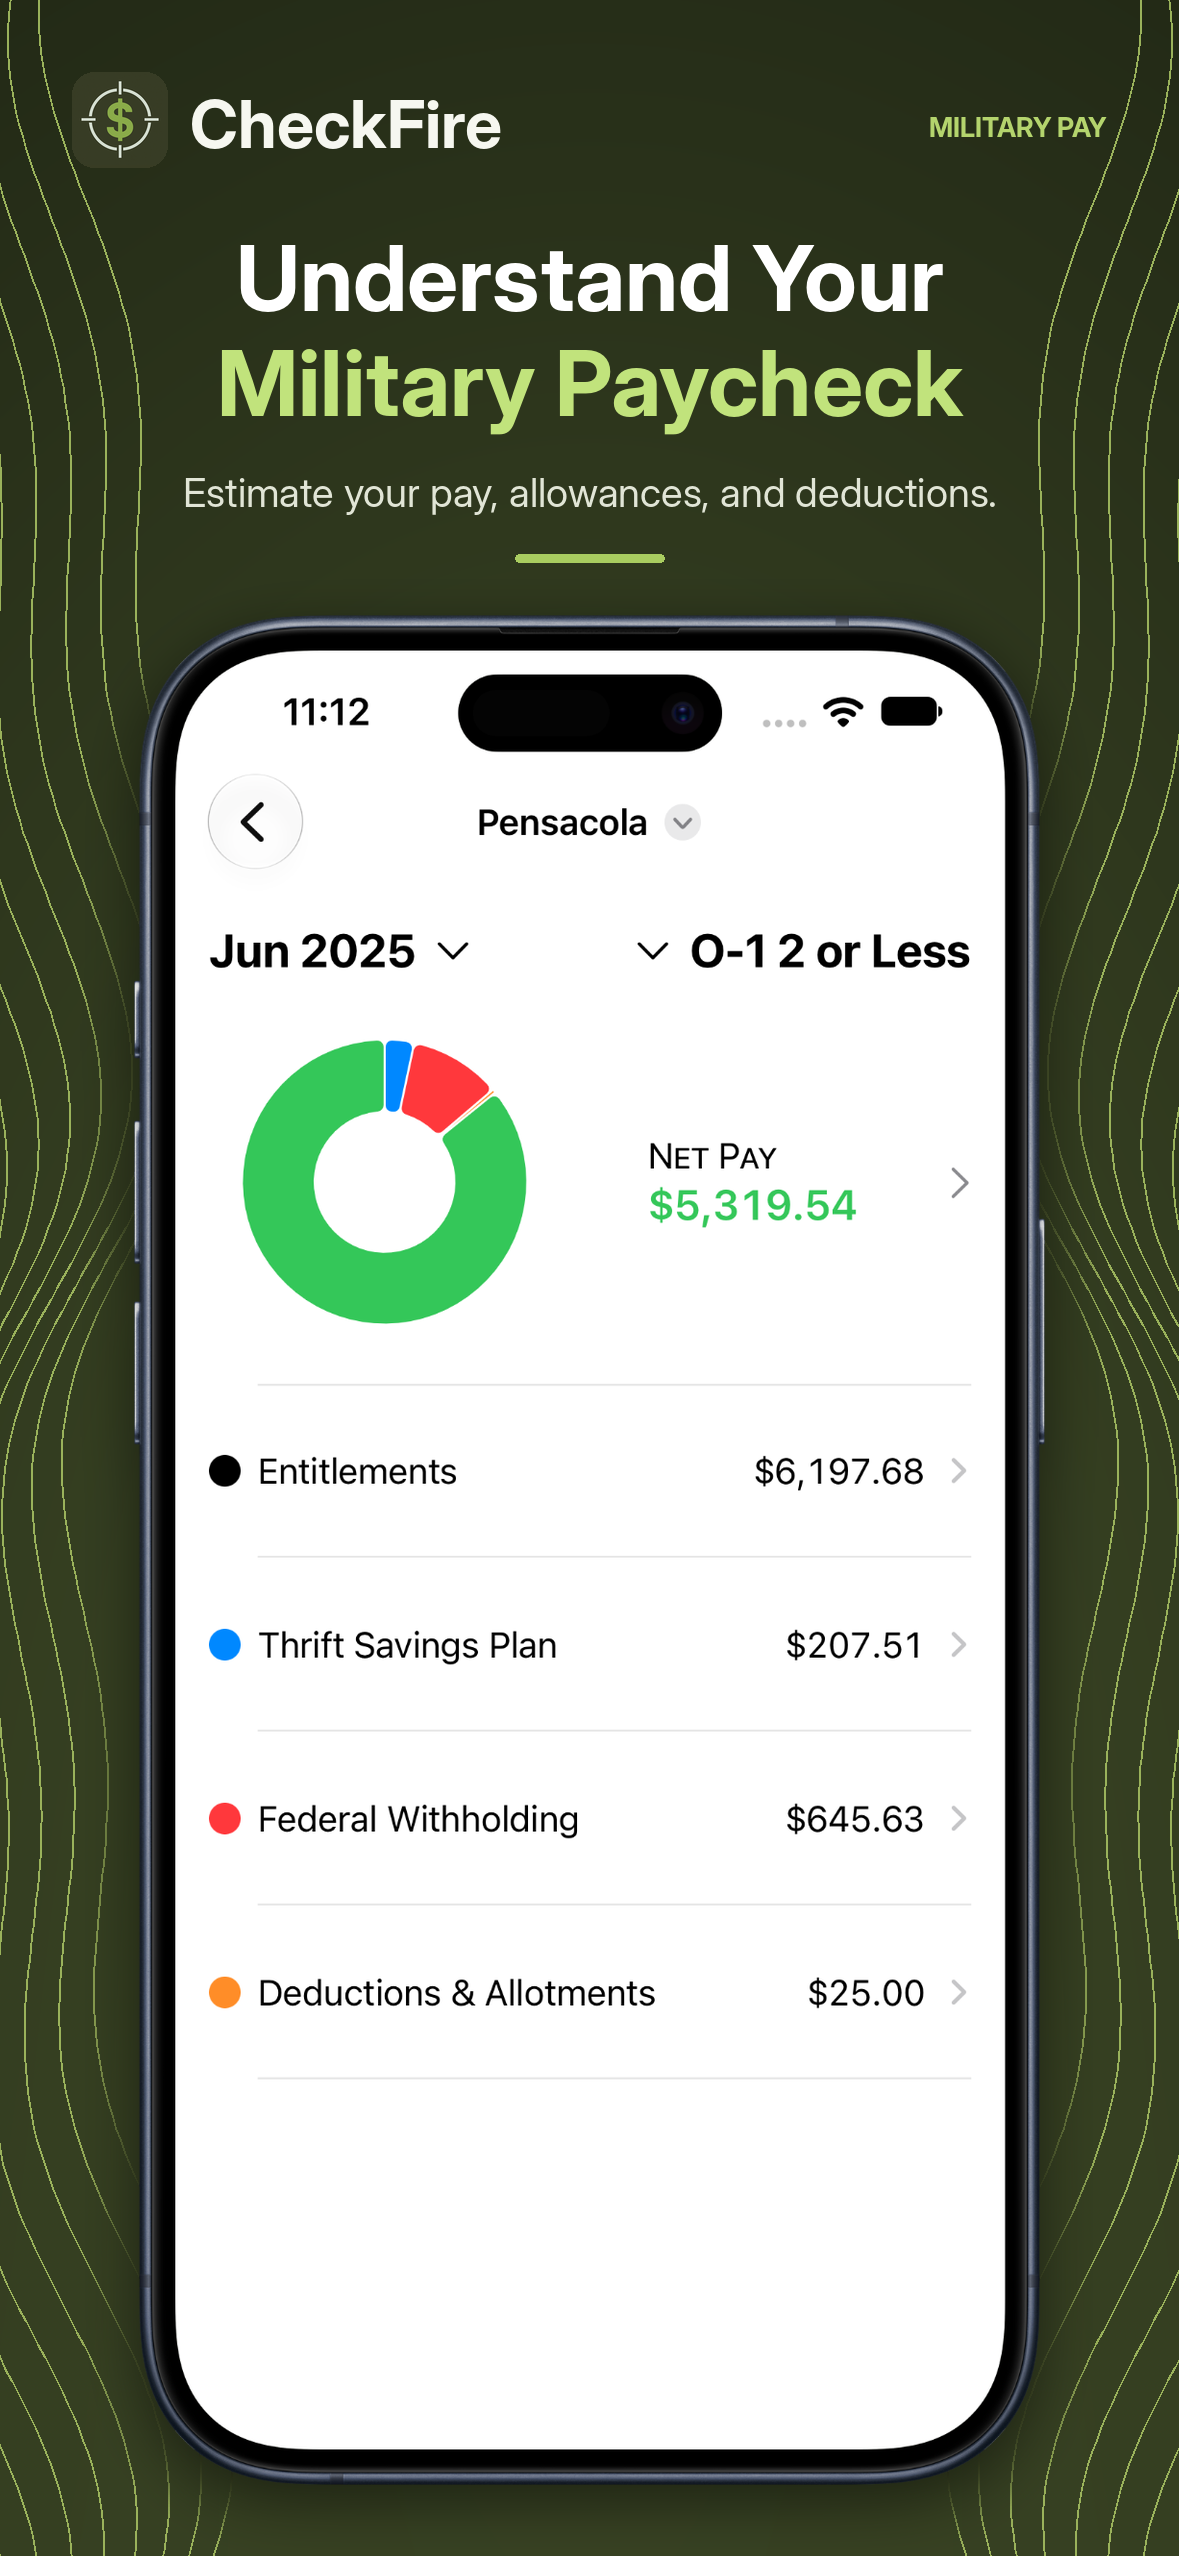 $
CheckFire
MILITARY PAY
Understand Your
Military Paycheck
Estimate your pay, allowances, and deductions.
11:12
Pensacola
Jun 2025
O-1 2 or Less
NET PAY
$5,319.54
Entitlements $6,197.68
Thrift Savings Plan $207.51
Federal Withholding $645.63
Deductions & Allotments $25.00